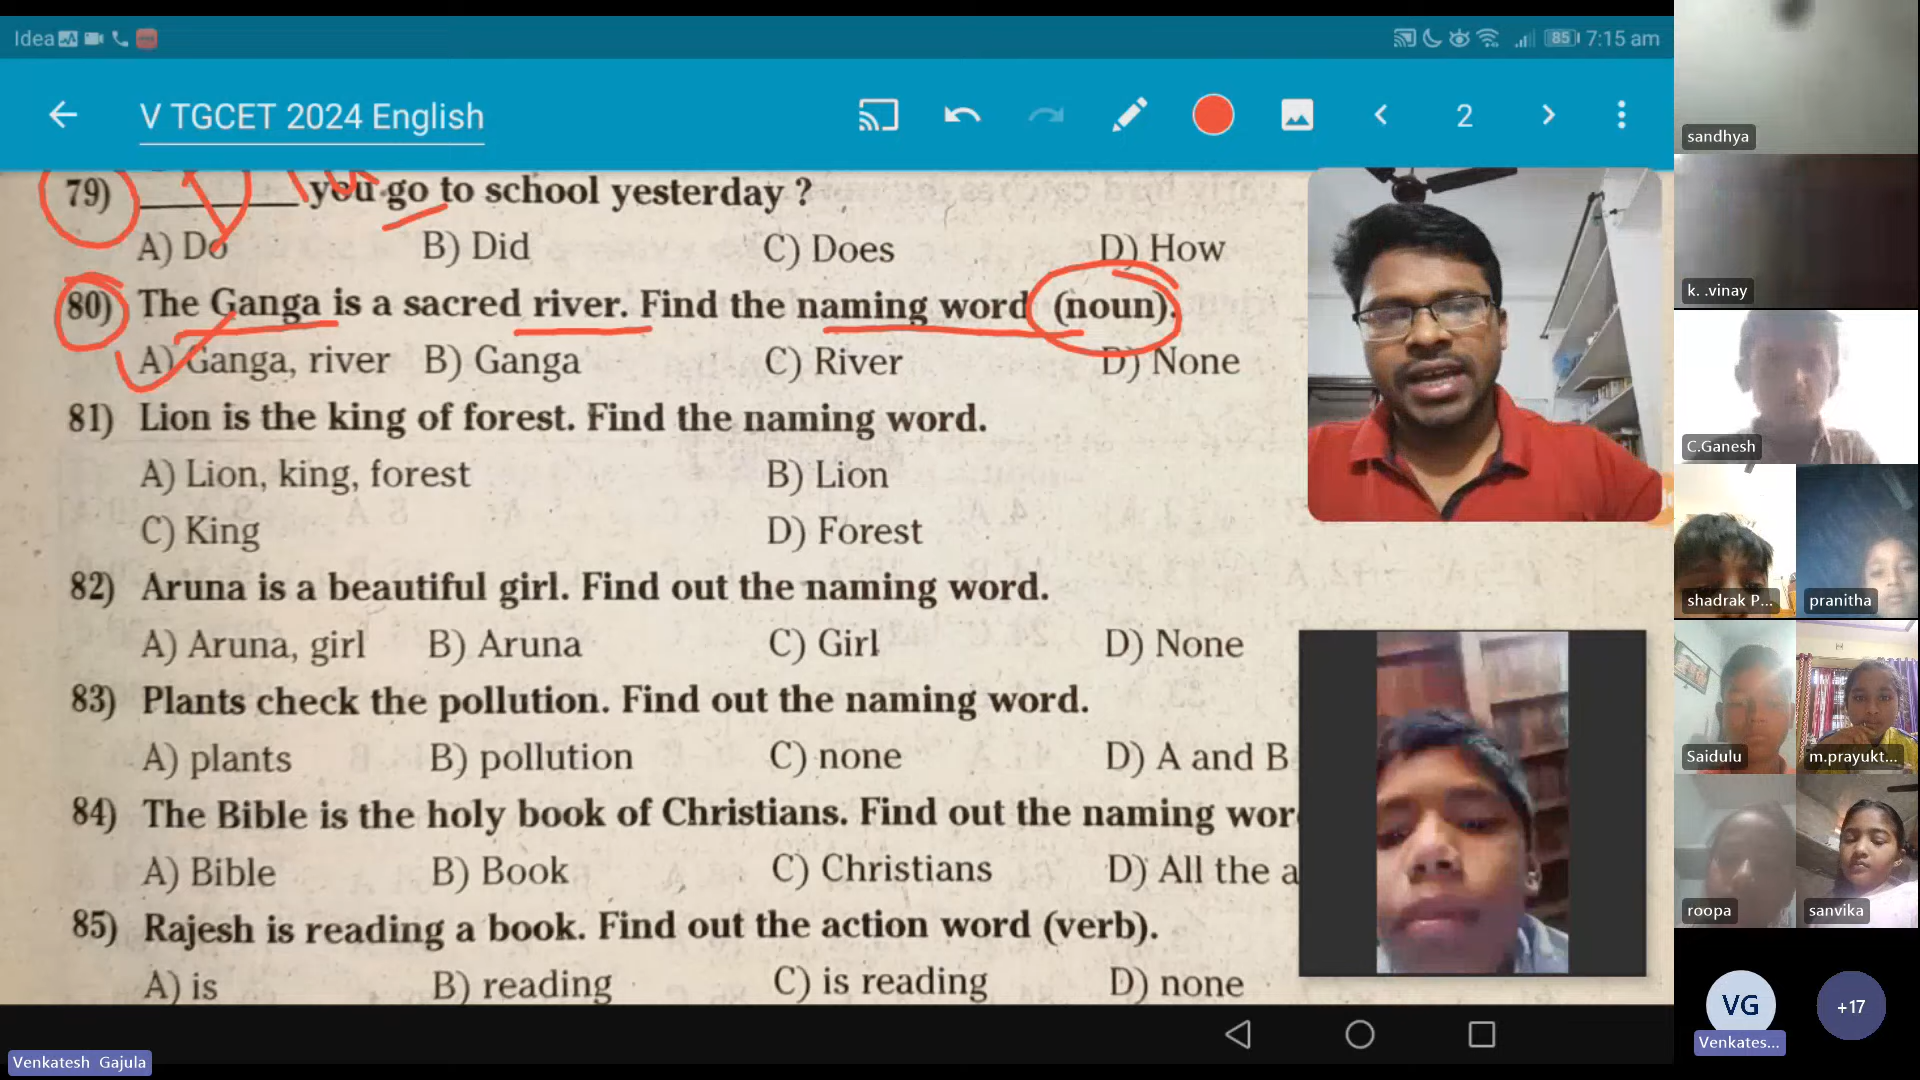 Idea 85 7:15 am
V TGCET 2024 English 2
79) ________ you go to school yesterday ?
A) Do B) Did C) Does D) How
80) The Ganga is a sacred river. Find the naming word (noun).
A) Ganga, river B) Ganga C) River D) None
81) Lion is the king of forest. Find the naming word.
A) Lion, king, forest B) Lion
C) King D) Forest
82) Aruna is a beautiful girl. Find out the naming word.
A) Aruna, girl B) Aruna C) Girl D) None
83) Plants check the pollution. Find out the naming word.
A) plants B) pollution C) none D) A and B
84) The Bible is the holy book of Christians. Find out the naming wor
A) Bible B) Book C) Christians D) All the a
85) Rajesh is reading a book. Find out the action word (verb).
A) is B) reading C) is reading D) none
Venkatesh Gajula
sandhya
k. .vinay
C.Ganesh
shadrak P... pranitha
Saidulu m.prayukt...
roopa sanvika
VG +17
Venkates...